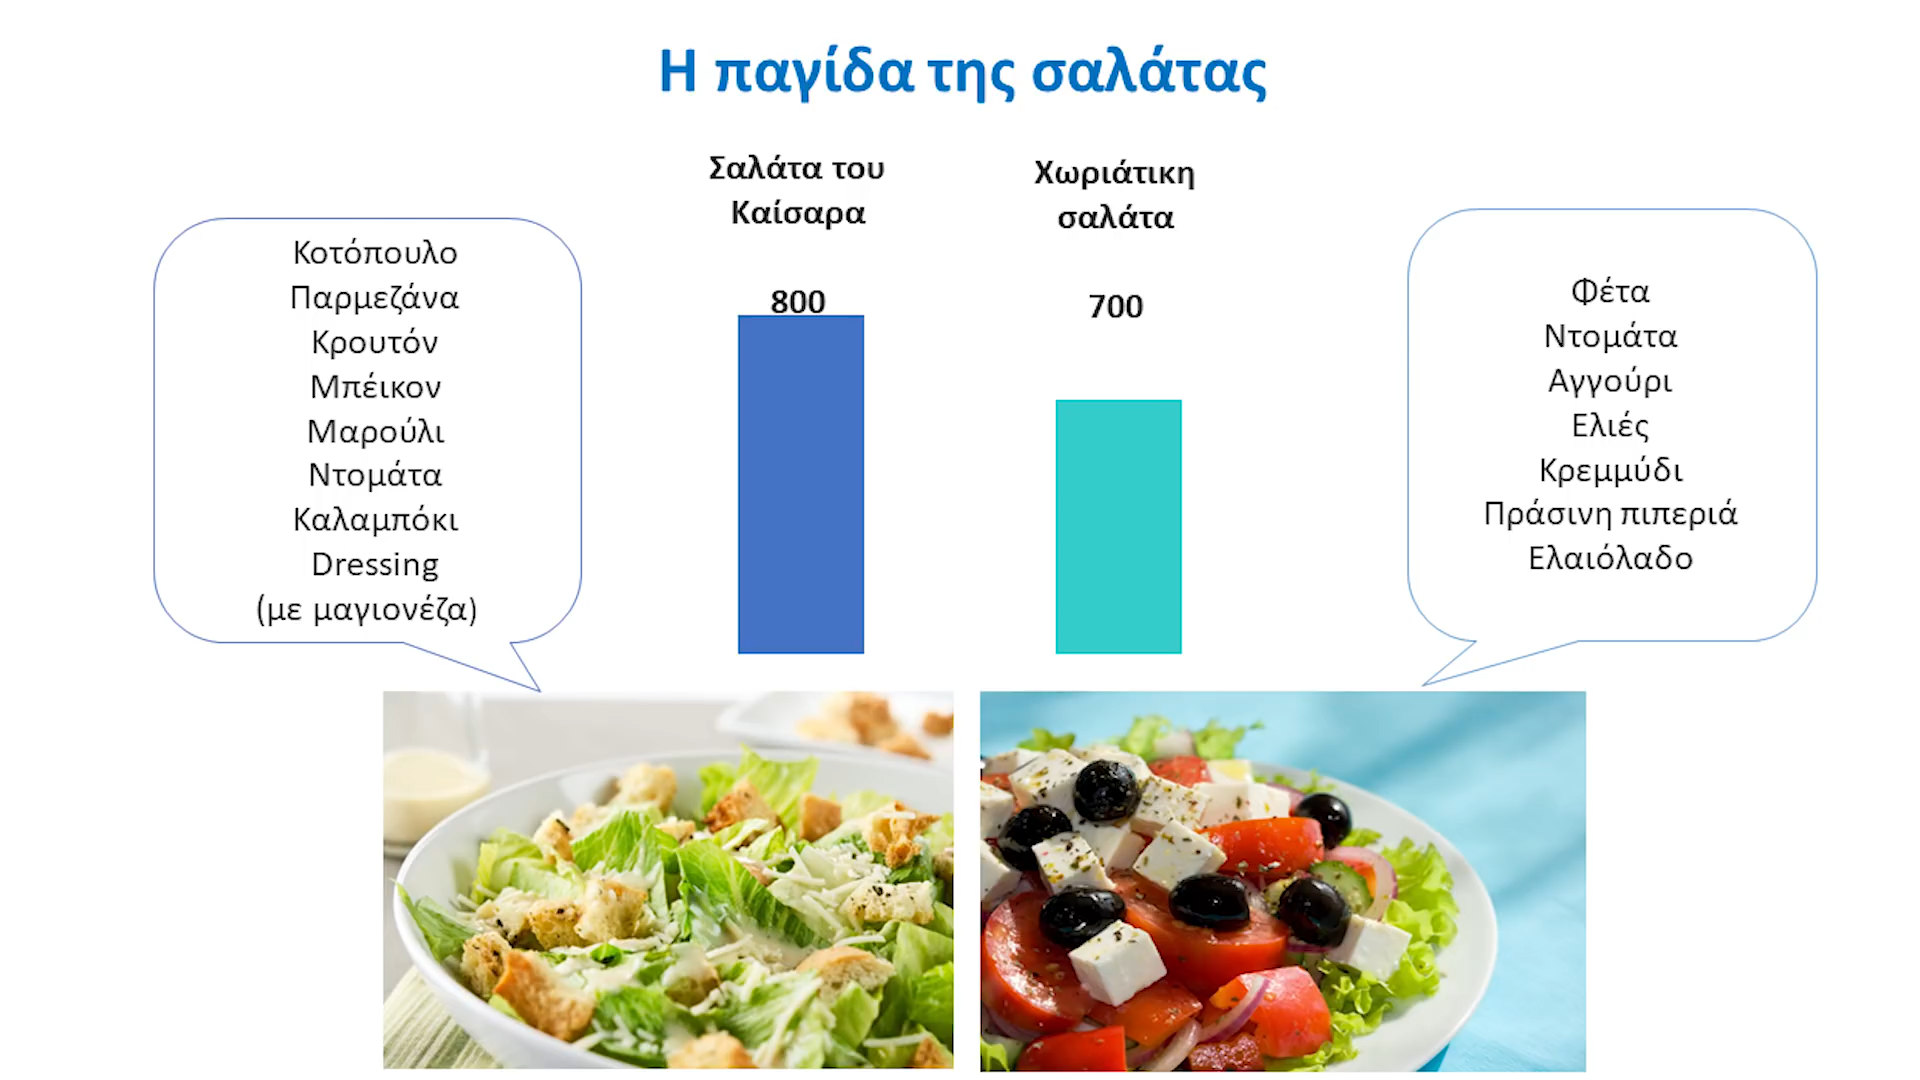 Η παγίδα της σαλάτας
Σαλάτα του
Καίσαρα
800
Χωριάτικη
σαλάτα
700
Κοτόπουλο
Παρμεζάνα
Κρουτόν
Μπέικον
Μαρούλι
Ντομάτα
Καλαμπόκι
Dressing
(με μαγιονέζα)
Φέτα
Ντομάτα
Αγγούρι
Ελιές
Κρεμμύδι
Πράσινη πιπεριά
Ελαιόλαδο